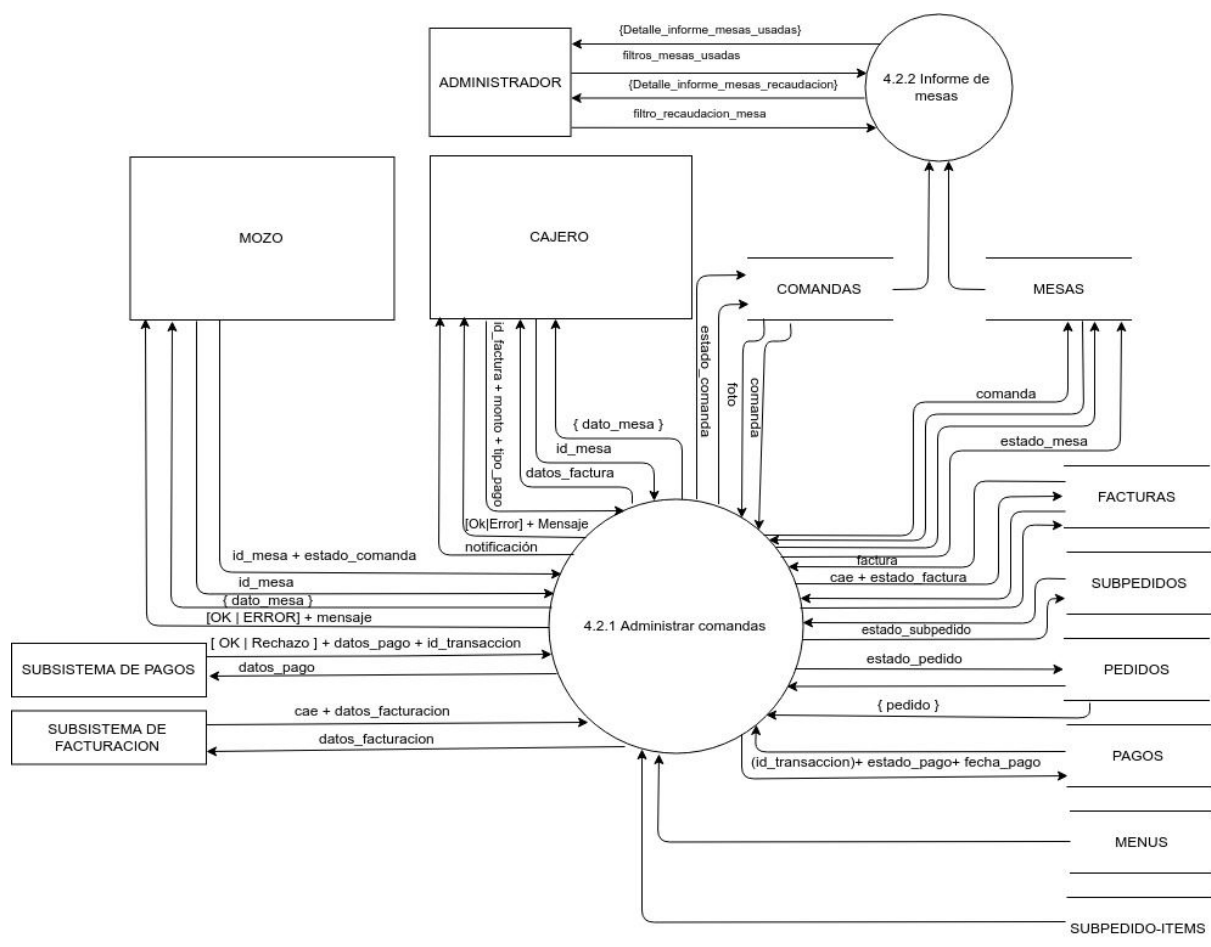 {Detalle_informe_mesas_usadas}
filtros_mesas_usadas
ADMINISTRADOR
{Detalle_informe_mesas_recaudacion}
filtro_recaudacion_mesa
4.2.2 Informe de
mesas
MOZO
CAJERO
COMANDAS
MESAS
id_factura + monto + tipo_pago
estado_comanda
foto
comanda
{ dato_mesa }
id_mesa
datos_factura
[Ok|Error] + Mensaje
notificación
comanda
estado_mesa
FACTURAS
factura
cae + estado_factura
SUBPEDIDOS
estado_subpedido
id_mesa + estado_comanda
id_mesa
{ dato_mesa }
[OK | ERROR] + mensaje
4.2.1 Administrar comandas
[ OK | Rechazo ] + datos_pago + id_transaccion
SUBSISTEMA DE PAGOS
datos_pago
estado_pedido
PEDIDOS
{ pedido }
cae + datos_facturacion
SUBSISTEMA DE
FACTURACION
datos_facturacion
PAGOS
(id_transaccion)+ estado_pago+ fecha_pago
MENUS
SUBPEDIDO-ITEMS